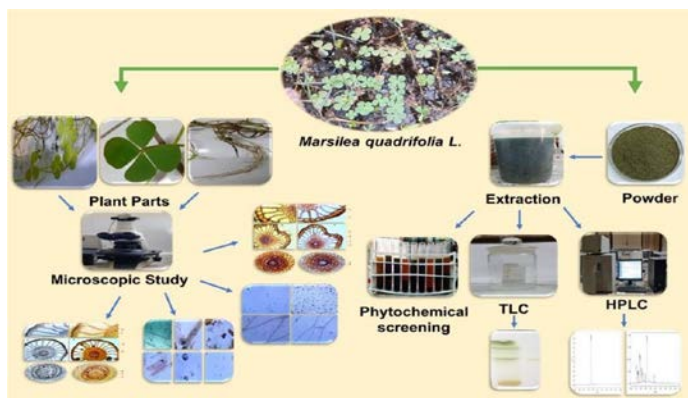 Marsilea quadrifolia L.
Plant Parts
Extraction
Powder
Microscopic Study
Phytochemical
screening
TLC
HPLC